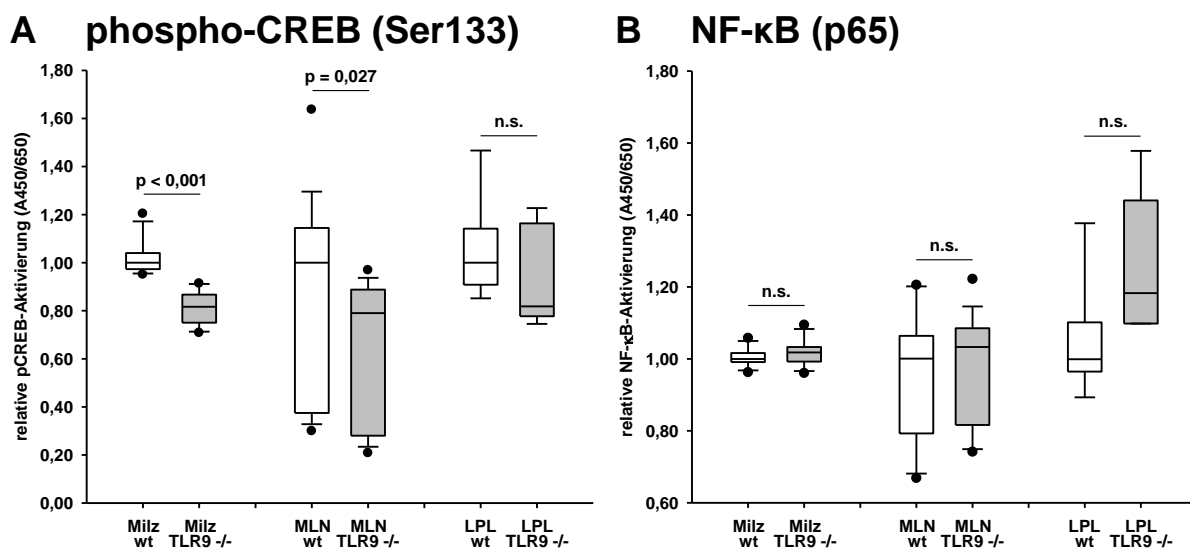 A phospho-CREB (Ser133)
relative pCREB-Aktivierung (A450/650)
1,80
1,60
1,40
1,20
1,00
0,80
0,60
0,40
0,20
0,00
p < 0,001
p = 0,027
n.s.
Milz wt
Milz TLR9 -/-
MLN wt
MLN TLR9 -/-
LPL wt
LPL TLR9 -/-
B NF-κB (p65)
relative NF-κB-Aktivierung (A450/650)
1,80
1,60
1,40
1,20
1,00
0,80
0,60
n.s.
n.s.
n.s.
Milz wt
Milz TLR9 -/-
MLN wt
MLN TLR9 -/-
LPL wt
LPL TLR9 -/-